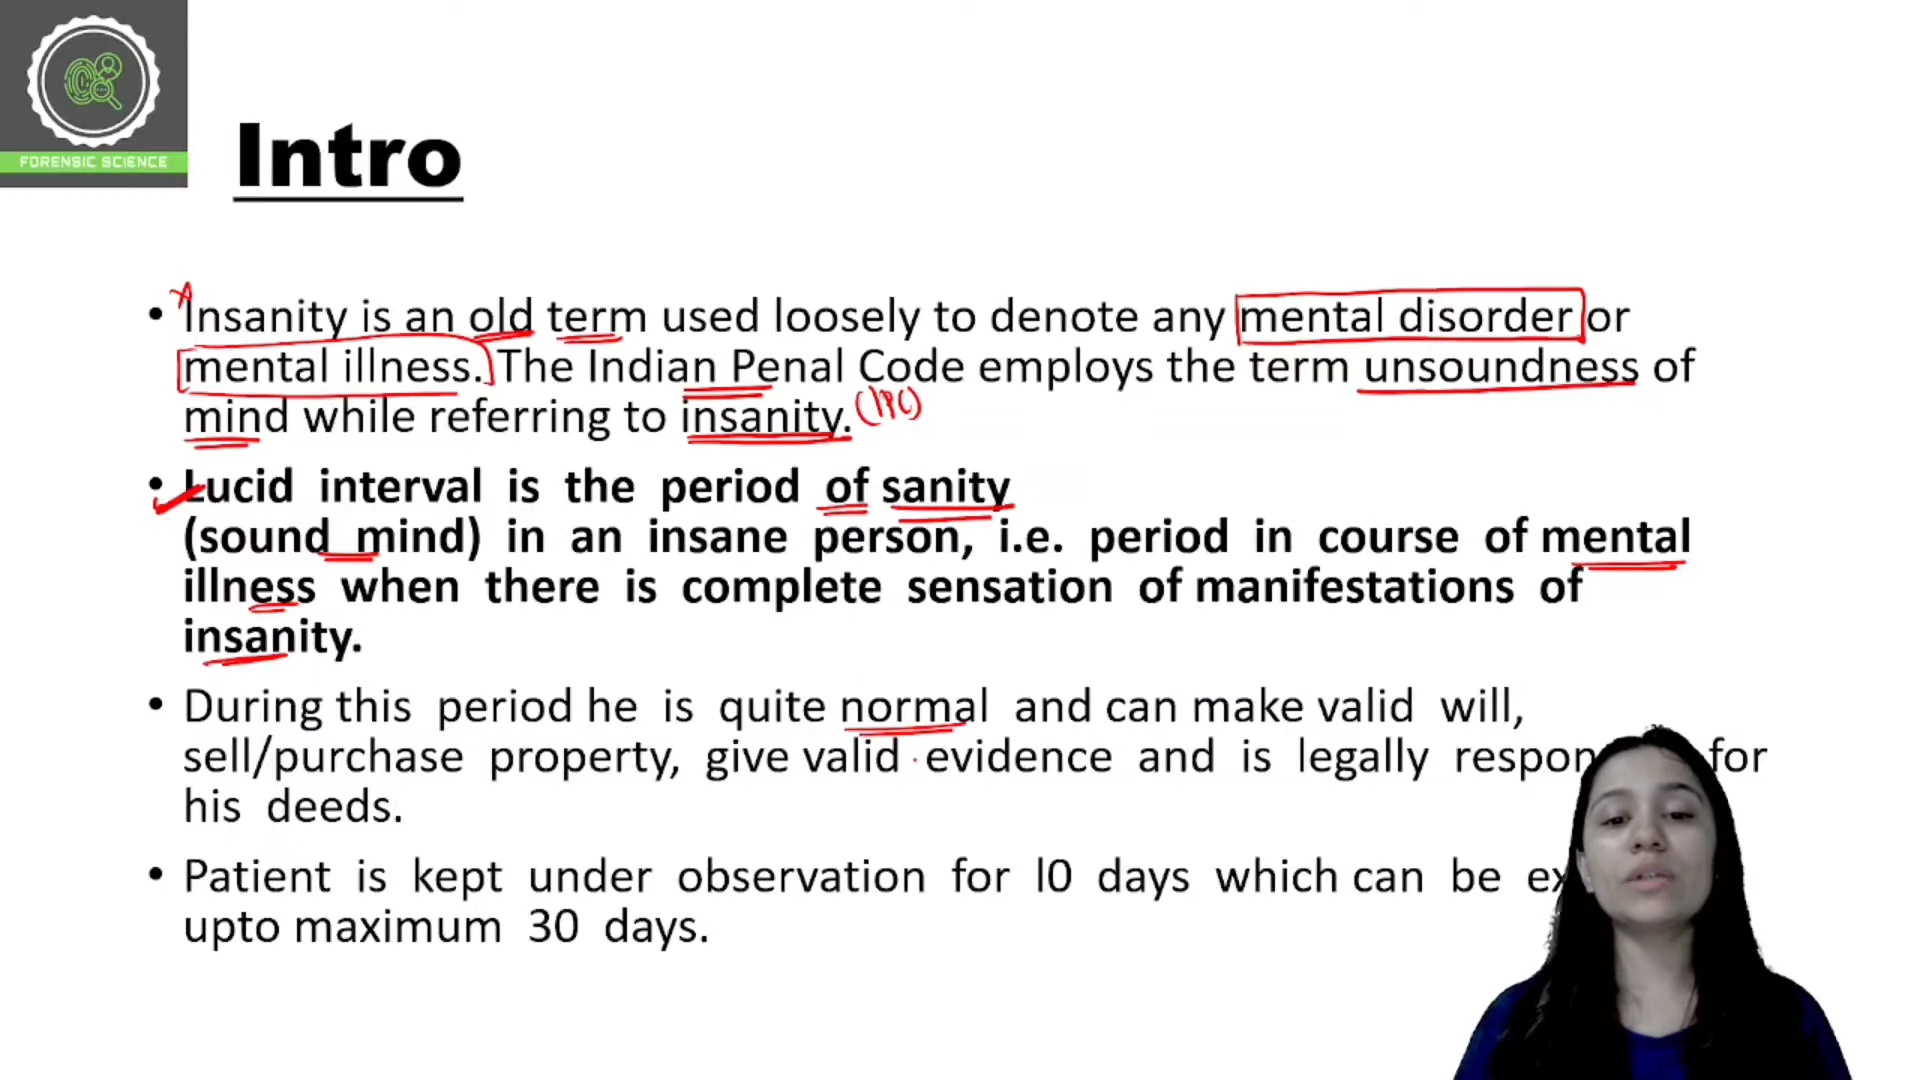 FORENSIC SCIENCE
Intro
• Insanity is an old term used loosely to denote any mental disorder or
mental illness. The Indian Penal Code employs the term unsoundness of
mind while referring to insanity. (IPC)
• Lucid interval is the period of sanity
(sound mind) in an insane person, i.e. period in course of mental
illness when there is complete sensation of manifestations of
insanity.
• During this period he is quite normal and can make valid will,
sell/purchase property, give valid evidence and is legally for
his deeds.
• Patient is kept under observation for l0 days which can be
upto maximum 30 days.